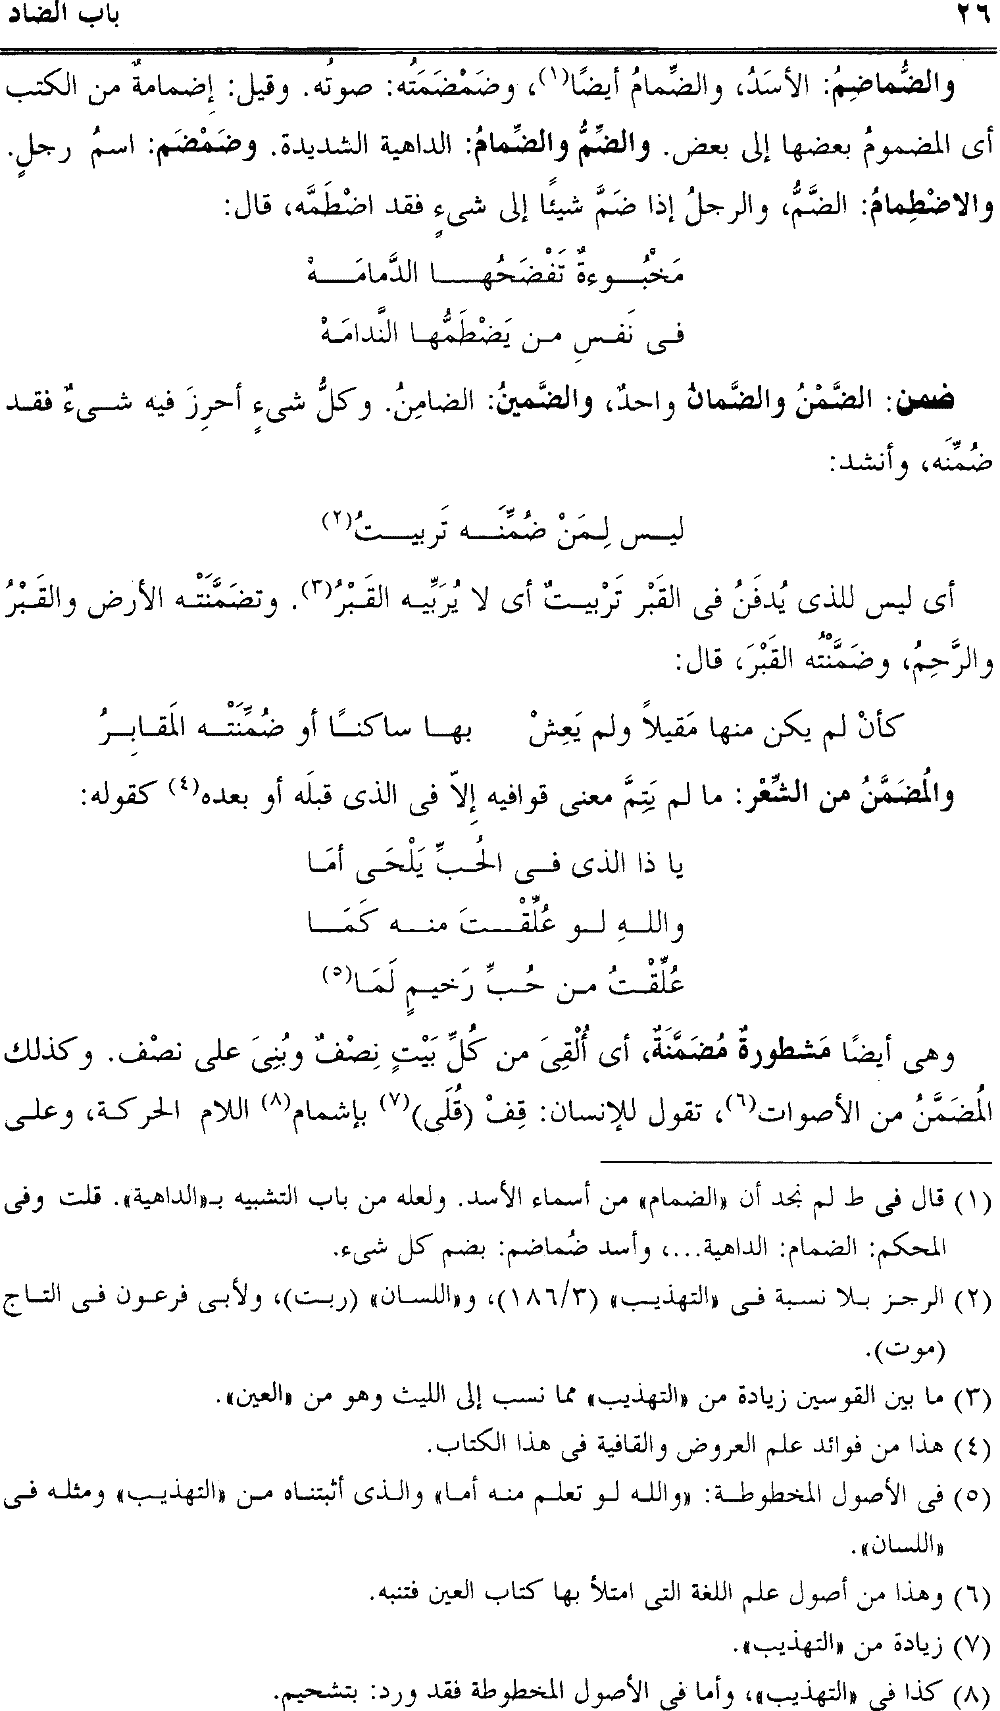 ٢٦ باب الضاد
والضُّماضِمُ: الأسَدُ، والضِّمامُ أيضًا(١)، وضَمْضَمَتُه: صوتُه. وقيل: إضمامةٌ من الكتب
أى المضمومُ بعضها إلى بعض. والضِّمُّ والضِّمامُ: الداهية الشديدة. وضَمْضَم: اسمُ رجلٍ.
والاضْطِمامُ: الضَّمُّ، والرجلُ إذا ضَمَّ شيئًا إلى شىءٍ فقد اضْطَمَّه، قال:
مَخْبُـوءةٌ تَفْضَحُهـا الدَّمامَـهْ
فى نَفسِ من يَضْطَمُّها النَّدامَهْ
ضمن: الضَّمْنُ والضَّمانُ واحدٌ، والضَّمينُ: الضامِنُ. وكلُّ شىءٍ أحرِزَ فيه شىءٌ فقد
ضُمِّنَه، وأنشد:
ليس لِمَنْ ضُمِّنَـه تَربيـتُ(٢)
أى ليس للذى يُدفَنُ فى القَبْر تَرْبيتٌ أى لا يُرَبِّيه القَبْرُ(٣). وتضَمَّنَتْه الأرض والقَبْرُ
والرَّحِمُ، وضَمَّنْتُه القَبْرَ، قال:
كأنْ لم يكن منها مَقيلاً ولم يَعِشْ بها ساكنًا أو ضُمِّنَتْه المَقابِرُ
والمُضَمَّنُ من الشِّعْر: ما لم يَتِمَّ معنى قوافيه إلاّ فى الذى قبلَه أو بعده(٤) كقوله:
يا ذا الذى فى الحُبِّ يَلْحَى أمَا
واللهِ لو عُلِّقْتَ منه كَمَا
عُلِّقْتُ من حُبِّ رَخيمٍ لَمَا(٥)
وهى أيضًا مَشطورةٌ مُضَمَّنَةٌ، أى أُلْقِىَ من كُلِّ بَيْتٍ نِصْفٌ وبُنِىَ على نصْف. وكذلك
المُضَمَّنُ من الأصوات(٦)، تقول للإنسان: قِفْ (قُلَى)(٧) بإشمام(٨) اللام الحركة، وعلى
(١) قال فى ط لم نجد أن «الضمام» من أسماء الأسد. ولعله من باب التشبيه بـ«الداهية». قلت وفى
المحكم: الضمام: الداهية...، وأسد ضُماضم: بضم كل شىء.
(٢) الرجز بلا نسبة فى «التهذيب» (١٨٦/٣)، و«اللسان» (ربت)، ولأبى فرعون فى التاج
(موت).
(٣) ما بين القوسين زيادة من «التهذيب» مما نسب إلى الليث وهو من «العين».
(٤) هذا من فوائد علم العروض والقافية فى هذا الكتاب.
(٥) فى الأصول المخطوطة: «والله لو تعلم منه أما» والذى أثبتناه من «التهذيب» ومثله فى
«اللسان».
(٦) وهذا من أصول علم اللغة التى امتلأ بها كتاب العين فتنبه.
(٧) زيادة من «التهذيب».
(٨) كذا فى «التهذيب»، وأما فى الأصول المخطوطة فقد ورد: بتشحيم.